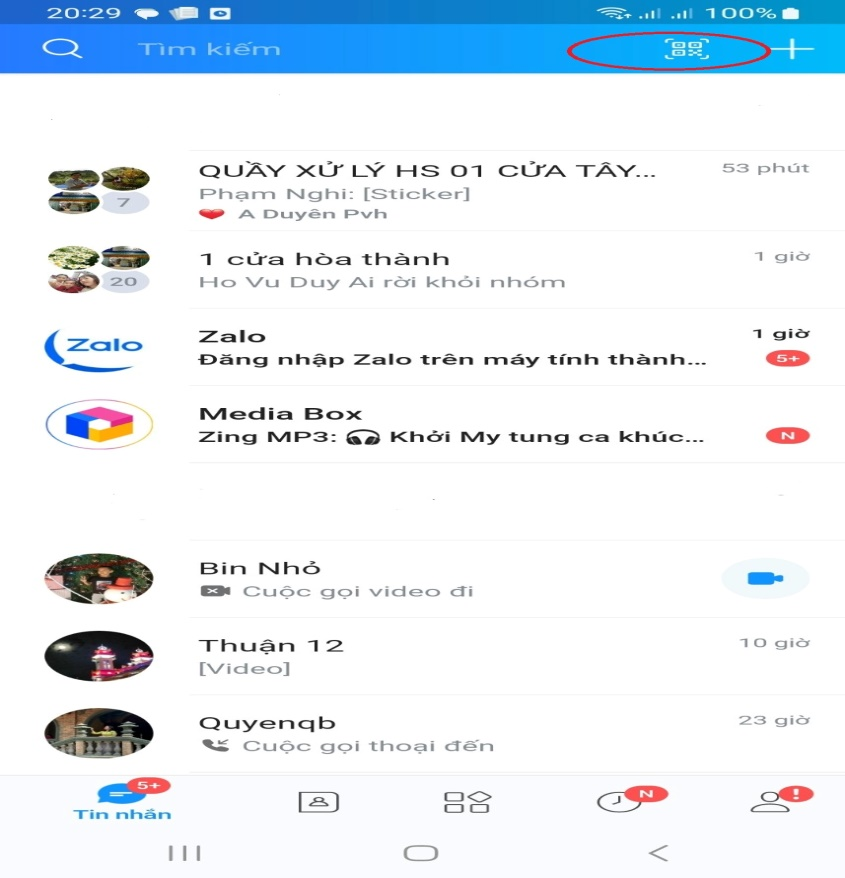 20:29
100%
Tìm kiếm
QUẦY XỬ LÝ HS 01 CỬA TÂY...
53 phút
Phạm Nghi: [Sticker]
7
A Duyên Pvh
1 cửa hòa thành
1 giờ
Ho Vu Duy Ai rời khỏi nhóm
20
Zalo
Zalo
1 giờ
Đăng nhập Zalo trên máy tính thành...
5+
Media Box
Zing MP3: 🎧 Khởi My tung ca khúc...
N
Bin Nhỏ
Cuộc gọi video đi
Thuận 12
10 giờ
[Video]
Quyenqb
23 giờ
Cuộc gọi thoại đến
5+
N
!
Tin nhắn